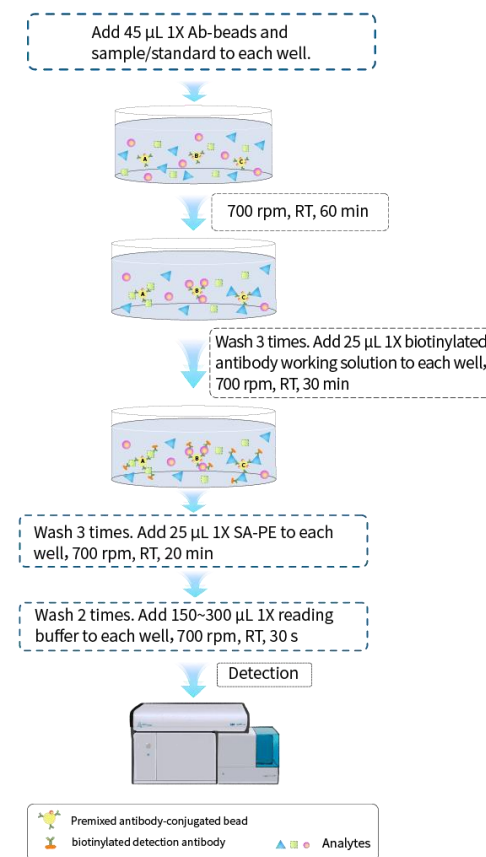 Add 45 μL 1X Ab-beads and
sample/standard to each well.
A
B
C
700 rpm, RT, 60 min
A
B
C
Wash 3 times. Add 25 μL 1X biotinylated
antibody working solution to each well,
700 rpm, RT, 30 min
A
B
C
Wash 3 times. Add 25 μL 1X SA-PE to each
well, 700 rpm, RT, 20 min
Wash 2 times. Add 150~300 μL 1X reading
buffer to each well, 700 rpm, RT, 30 s
Detection
Premixed antibody-conjugated bead
biotinylated detection antibody
Analytes